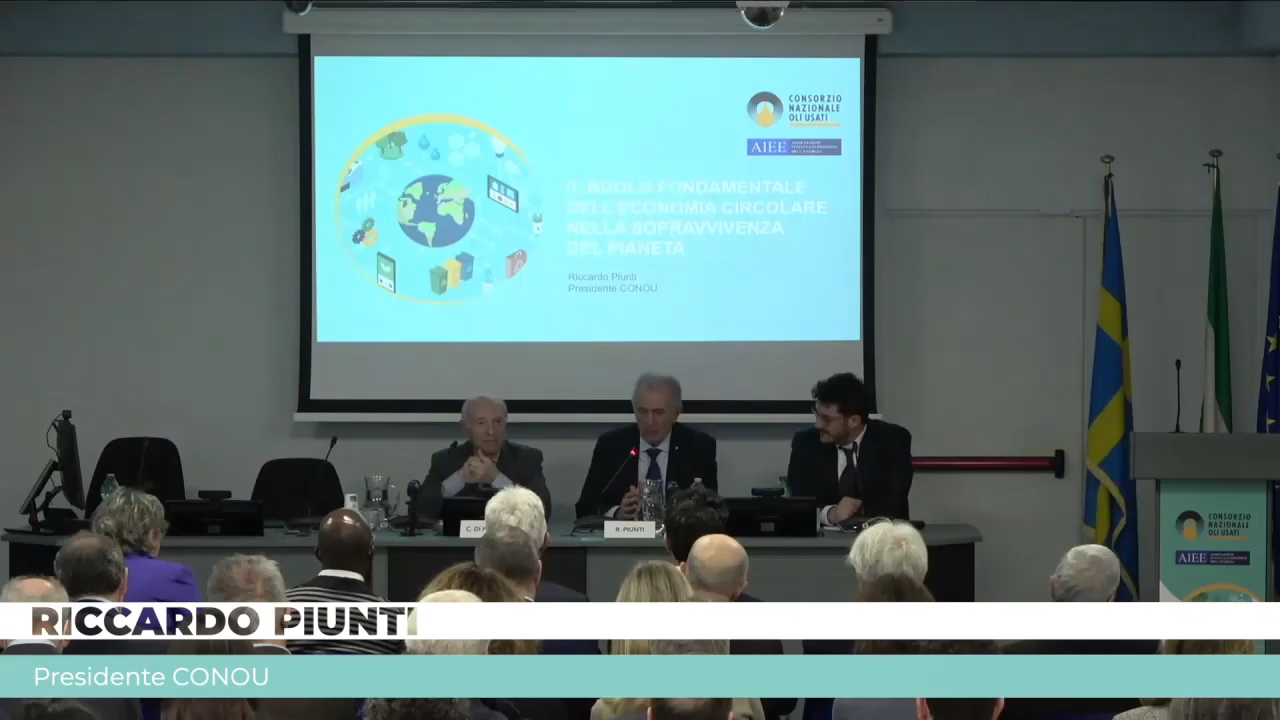 CONSORZIO
NAZIONALE
OLI USATI
AIEE
IL RUOLO FONDAMENTALE
DELL'ECONOMIA CIRCOLARE
NELLA SOPRAVVIVENZA
DEL PIANETA
Riccardo Piunti
Presidente CONOU
C. DI
R. PIUNTI
CONSORZIO
NAZIONALE
OLI USATI
AIEE
RICCARDO PIUNTI
Presidente CONOU